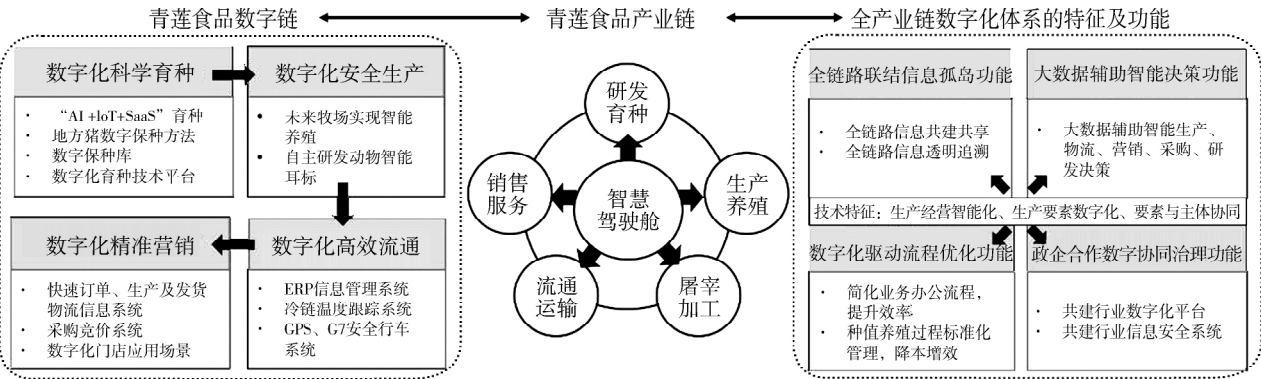 青莲食品数字链
青莲食品产业链
全产业链数字化体系的特征及功能
数字化科学育种
· “AI +loT+SaaS”育种
· 地方猪数字保种方法
· 数字保种库
· 数字化育种技术平台
数字化安全生产
• 未来牧场实现智能
养殖
• 自主研发动物智能
耳标
数字化精准营销
· 快速订单、生产及发货
物流信息系统
· 采购竞价系统
· 数字化门店应用场景
数字化高效流通
· ERP信息管理系统
· 冷链温度跟踪系统
· GPS、G7安全行车
系统
研发
育种
销售
服务
智慧
驾驶舱
生产
养殖
流通
运输
屠宰
加工
全链路联结信息孤岛功能
· 全链路信息共建共享
· 全链路信息透明追溯
大数据辅助智能决策功能
· 大数据辅助智能生产、
物流、营销、采购、研
发决策
技术特征：生产经营智能化、生产要素数字化、要素与主体协同
数字化驱动流程优化功能
· 简化业务办公流程，
提升效率
· 种值养殖过程标准化
管理，降本增效
政企合作数字协同治理功能
· 共建行业数字化平台
· 共建行业信息安全系统